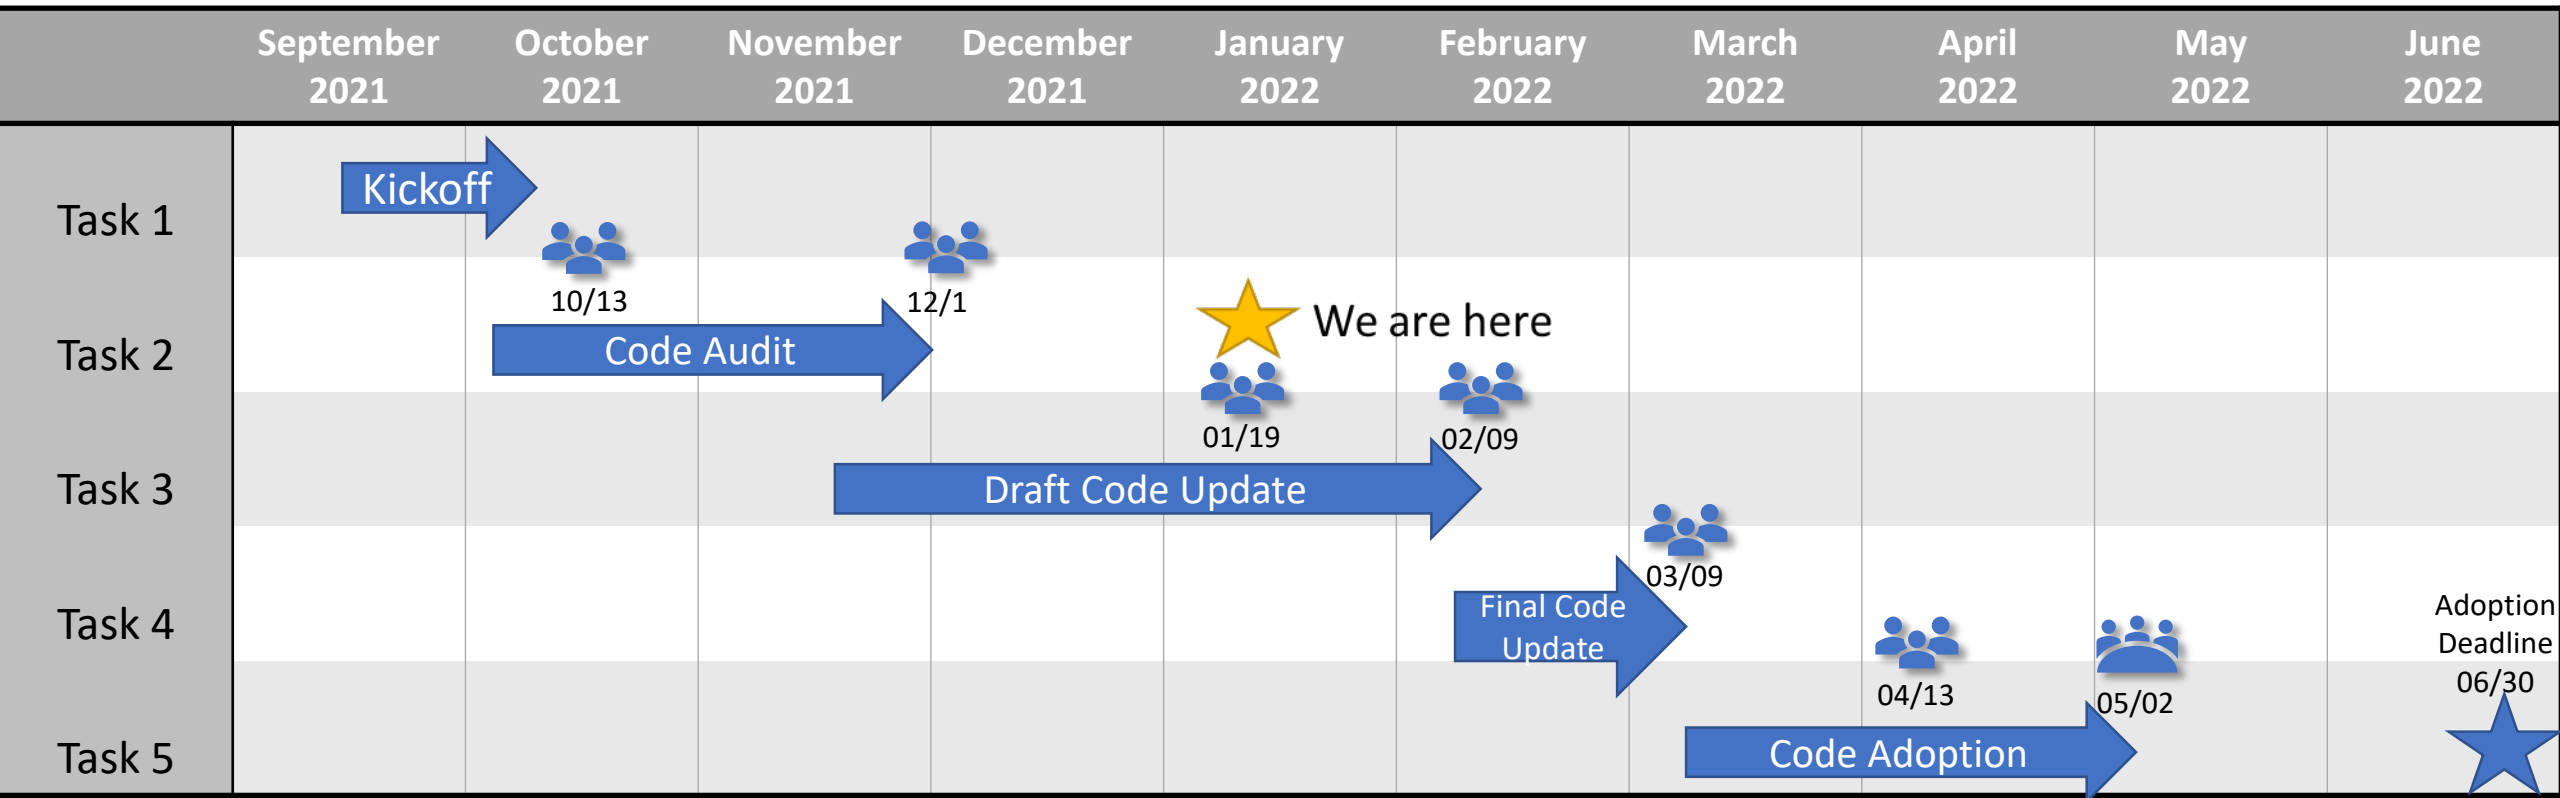 September
2021
October
2021
November
2021
December
2021
January
2022
February
2022
March
2022
April
2022
May
2022
June
2022
Task 1
Kickoff
10/13
12/1
Task 2
Code Audit
We are here
01/19
02/09
Task 3
Draft Code Update
03/09
Task 4
Final Code
Update
04/13
05/02
Adoption
Deadline
06/30
Task 5
Code Adoption